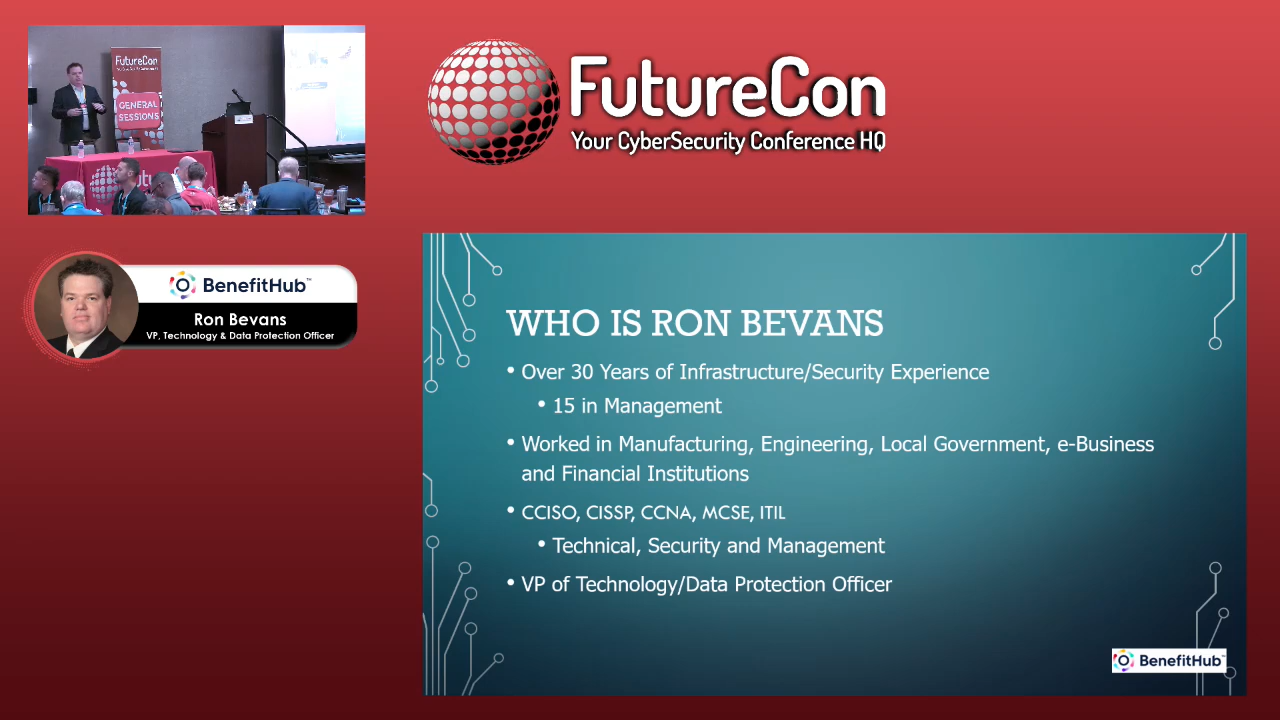 FutureCon
GENERAL
SESSIONS
FutureCon
Your CyberSecurity Conference HQ
BenefitHub™
Ron Bevans
VP, Technology & Data Protection Officer
WHO IS RON BEVANS
• Over 30 Years of Infrastructure/Security Experience
• 15 in Management
• Worked in Manufacturing, Engineering, Local Government, e-Business
and Financial Institutions
• CCISO, CISSP, CCNA, MCSE, ITIL
• Technical, Security and Management
• VP of Technology/Data Protection Officer
BenefitHub™